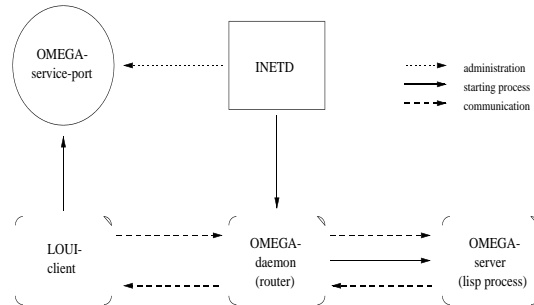 OMEGA-
service-port
INETD
administration
starting process
communication
LOUI-
client
OMEGA-
daemon
(router)
OMEGA-
server
(lisp process)